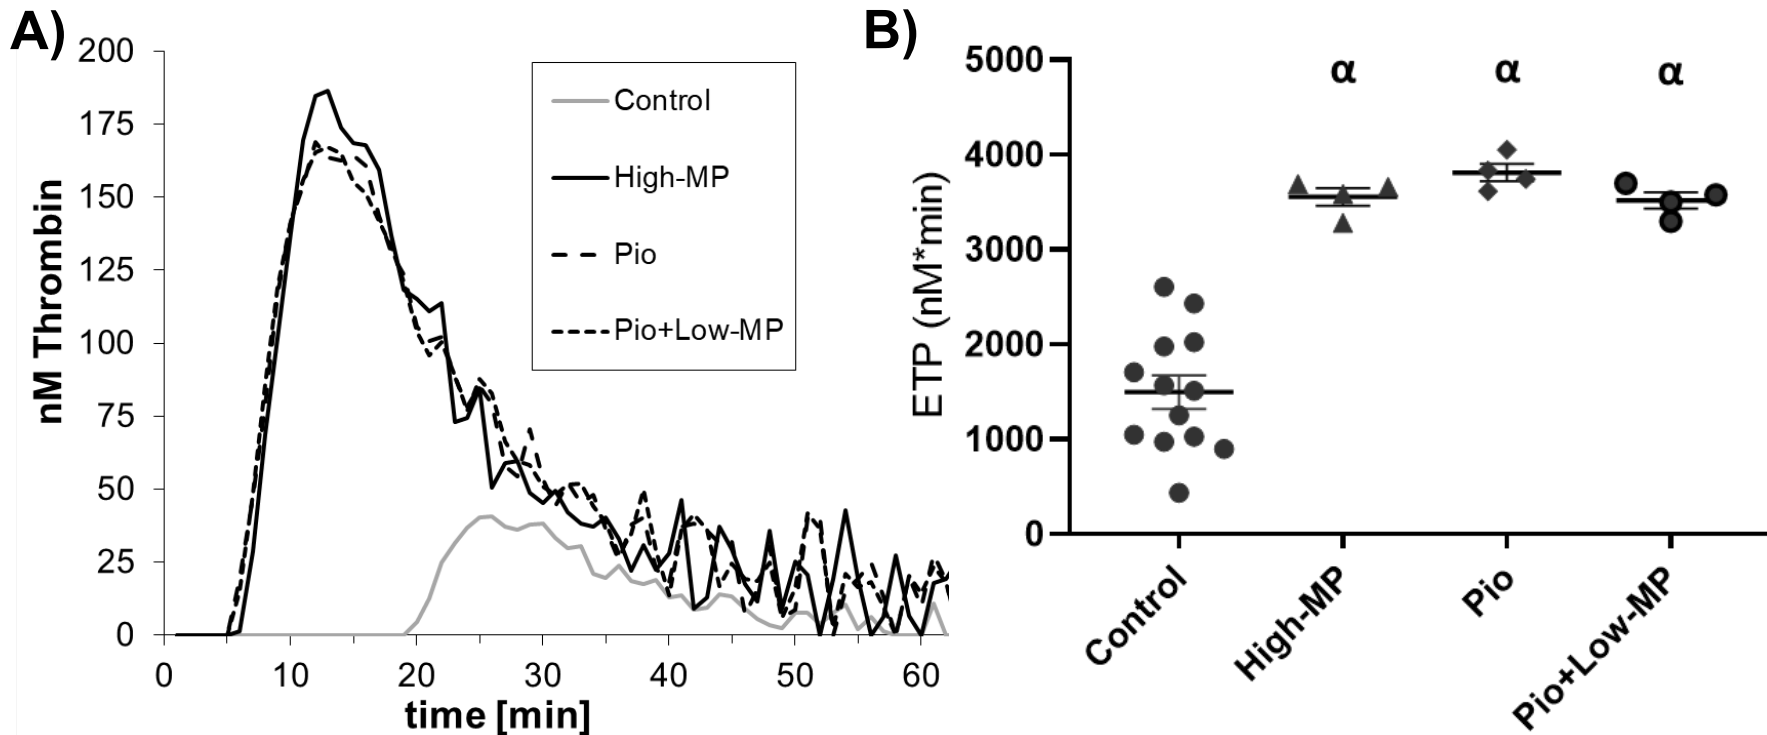 A)
200
175
150
125
100
75
50
25
0
nM Thrombin
0 10 20 30 40 50 60
time [min]
Control
High-MP
Pio
Pio+Low-MP
B)
5000
4000
3000
2000
1000
0
ETP (nM*min)
α α α
Control
High-MP
Pio
Pio+Low-MP